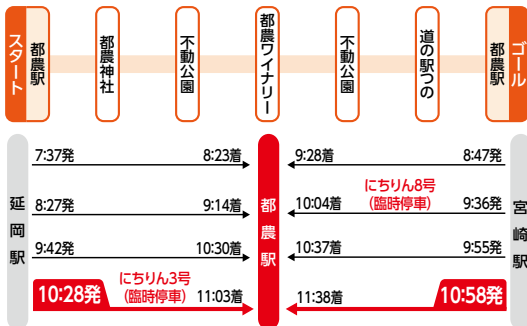 スタート
都農駅
都農神社
不動公園
都農ワイナリー
不動公園
道の駅つの
都農駅
ゴール
延岡駅
都農駅
宮崎駅
7:37発 8:23着
9:28着 8:47発
8:27発 9:14着
にちりん8号
10:04着 (臨時停車) 9:36発
9:42発 10:30着
10:37着 9:55発
にちりん3号
10:28発 (臨時停車) 11:03着
11:38着 10:58発